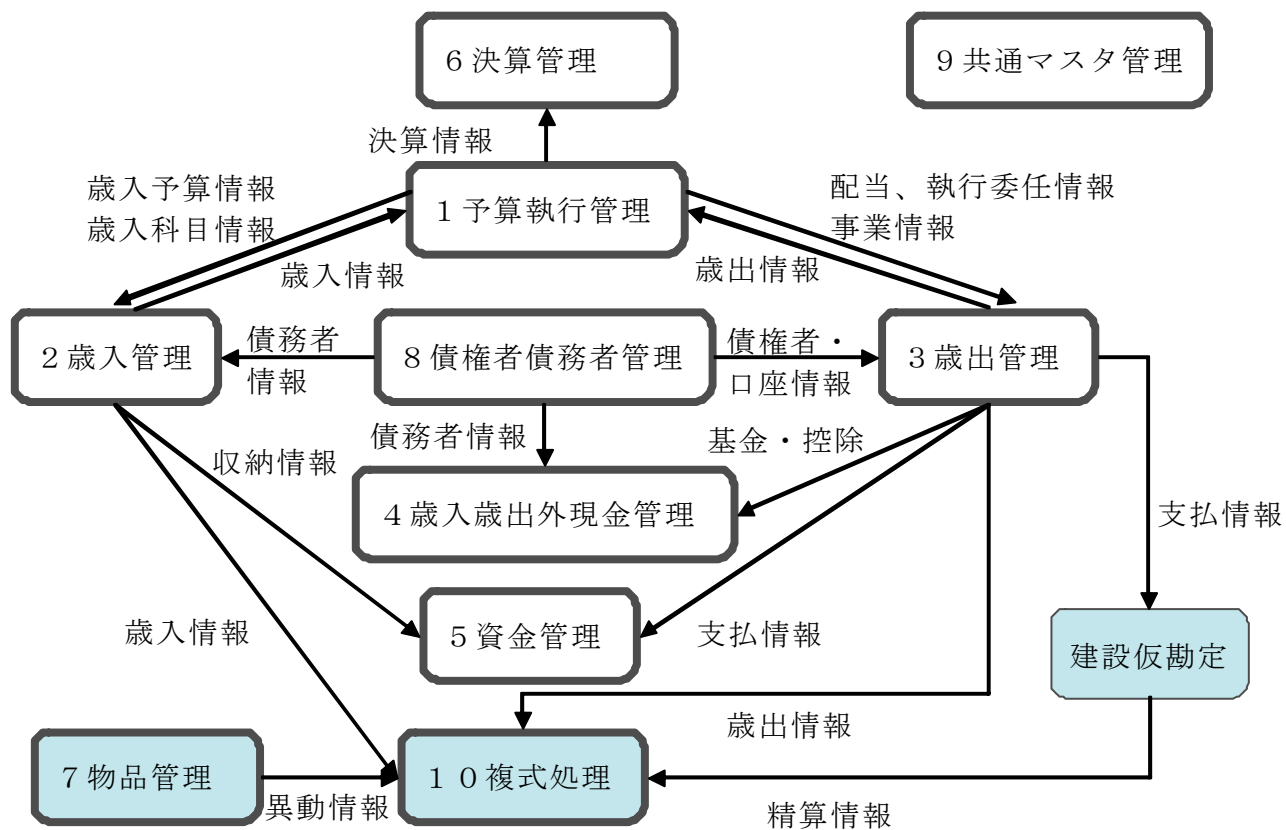 ６決算管理
９共通マスタ管理
決算情報
歳入予算情報
歳入科目情報
１予算執行管理
配当、執行委任情報
事業情報
歳入情報
歳出情報
２歳入管理
債務者
情報
８債権者債務者管理
債権者・
口座情報
３歳出管理
債務者情報
基金・控除
収納情報
４歳入歳出外現金管理
支払情報
歳入情報
５資金管理
支払情報
建設仮勘定
歳出情報
７物品管理
異動情報
１０複式処理
精算情報